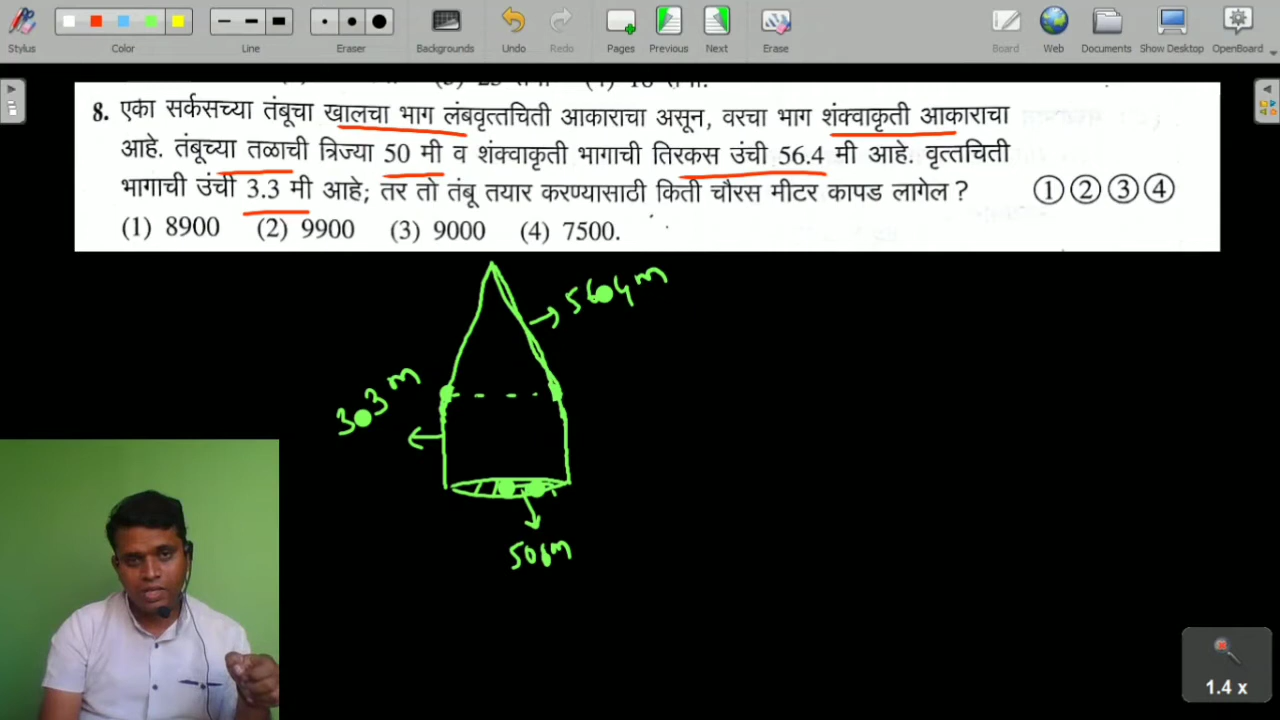 Stylus Color Line Eraser Backgrounds Undo Redo Pages Previous Next Erase Board Web Documents Show Desktop OpenBoard
8. एका सर्कसच्या तंबूचा खालचा भाग लंबवृत्तचिती आकाराचा असून, वरचा भाग शंक्वाकृती आकाराचा
आहे. तंबूच्या तळाची त्रिज्या 50 मी व शंक्वाकृती भागाची तिरकस उंची 56.4 मी आहे. वृत्तचिती
भागाची उंची 3.3 मी आहे; तर तो तंबू तयार करण्यासाठी किती चौरस मीटर कापड लागेल ? ① ② ③ ④
(1) 8900 (2) 9900 (3) 9000 (4) 7500.
56.4 m
3.3 m
1.4 x